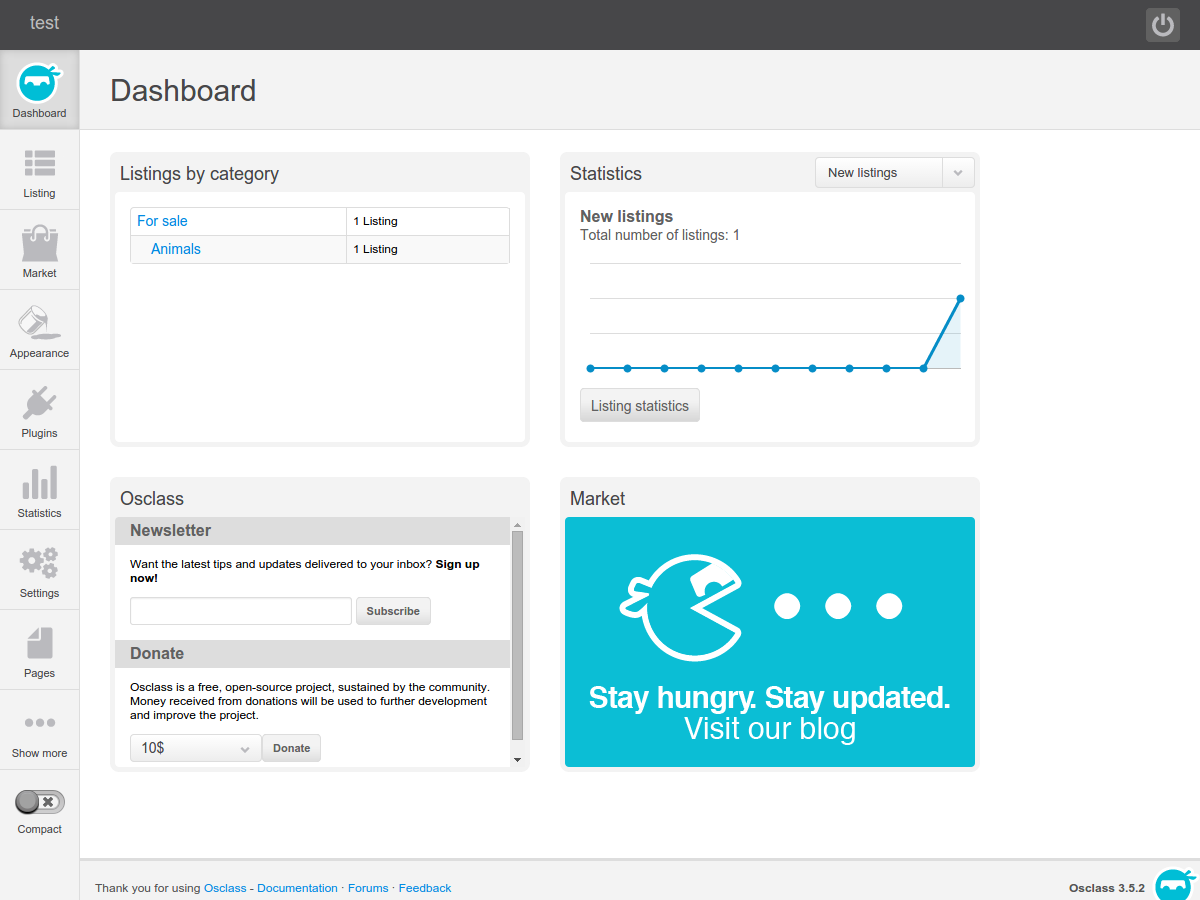 test
Dashboard
Dashboard
Listing
Market
Appearance
Plugins
Statistics
Settings
Pages
Show more
Compact
Listings by category
For sale
1 Listing
Animals
1 Listing
Statistics
New listings
New listings
Total number of listings: 1
Listing statistics
Osclass
Newsletter
Want the latest tips and updates delivered to your inbox? Sign up
now!
Subscribe
Donate
Osclass is a free, open-source project, sustained by the community.
Money received from donations will be used to further development
and improve the project.
10$
Donate
Market
Stay hungry. Stay updated.
Visit our blog
Thank you for using Osclass - Documentation · Forums · Feedback
Osclass 3.5.2